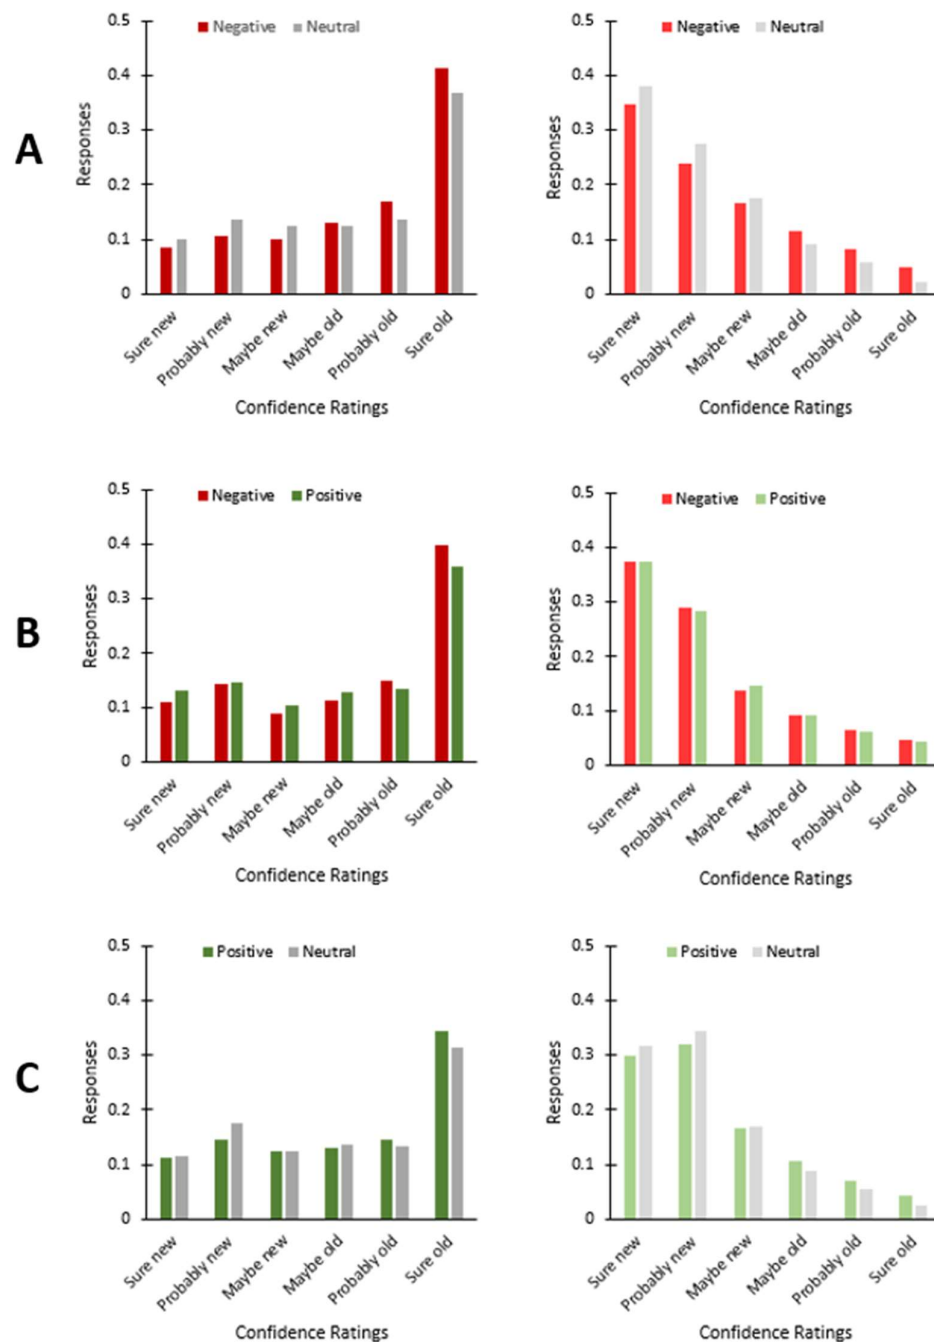 A
Negative Neutral
Responses
0.5
0.4
0.3
0.2
0.1
0
Sure new
Probably new
Maybe new
Maybe old
Probably old
Sure old
Confidence Ratings
Negative Neutral
Responses
0.5
0.4
0.3
0.2
0.1
0
Sure new
Probably new
Maybe new
Maybe old
Probably old
Sure old
Confidence Ratings
B
Negative Positive
Responses
0.5
0.4
0.3
0.2
0.1
0
Sure new
Probably new
Maybe new
Maybe old
Probably old
Sure old
Confidence Ratings
Negative Positive
Responses
0.5
0.4
0.3
0.2
0.1
0
Sure new
Probably new
Maybe new
Maybe old
Probably old
Sure old
Confidence Ratings
C
Positive Neutral
Responses
0.5
0.4
0.3
0.2
0.1
0
Sure new
Probably new
Maybe new
Maybe old
Probably old
Sure old
Confidence Ratings
Positive Neutral
Responses
0.5
0.4
0.3
0.2
0.1
0
Sure new
Probably new
Maybe new
Maybe old
Probably old
Sure old
Confidence Ratings